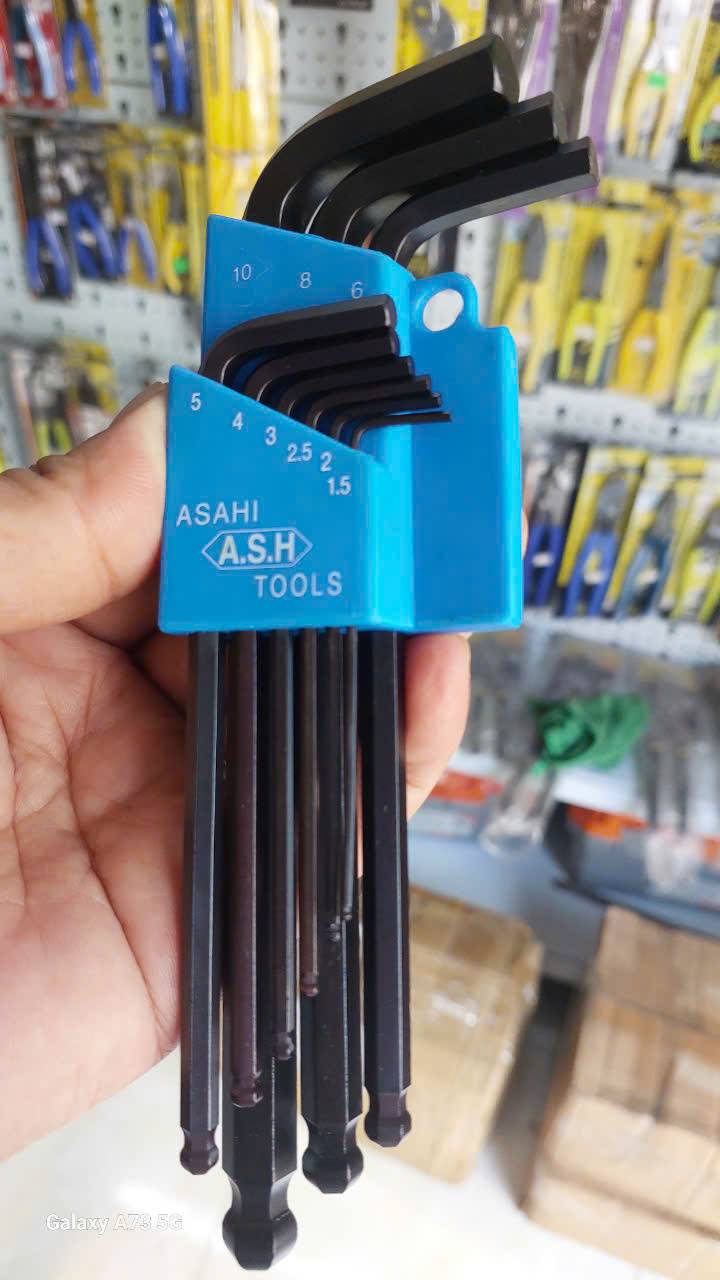 10 8 6
5 4 3 2.5 2 1.5
ASAHI
A.S.H
TOOLS
Galaxy A73 5G